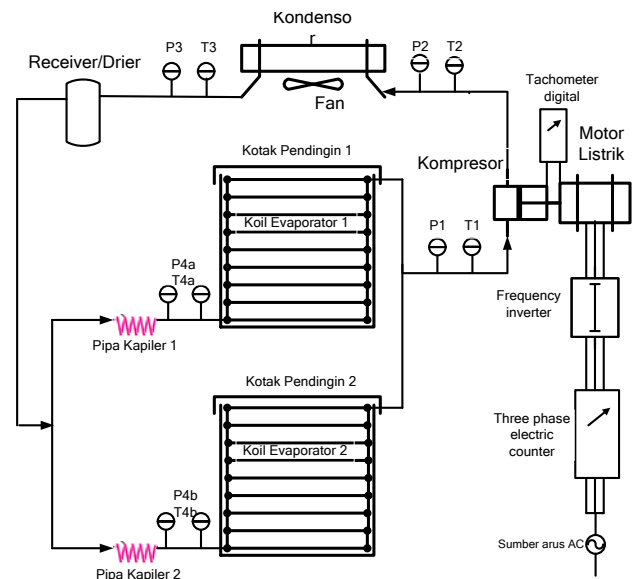 Kondenso
r
P3
T3
P2
T2
Receiver/Drier
Fan
Tachometer
digital
Motor
Listrik
Kompresor
Kotak Pendingin 1
Koil Evaporator 1
P1
T1
P4a
T4a
Pipa Kapiler 1
Frequency
inverter
Kotak Pendingin 2
Koil Evaporator 2
Three phase
electric
counter
P4b
T4b
Pipa Kapiler 2
Sumber arus AC